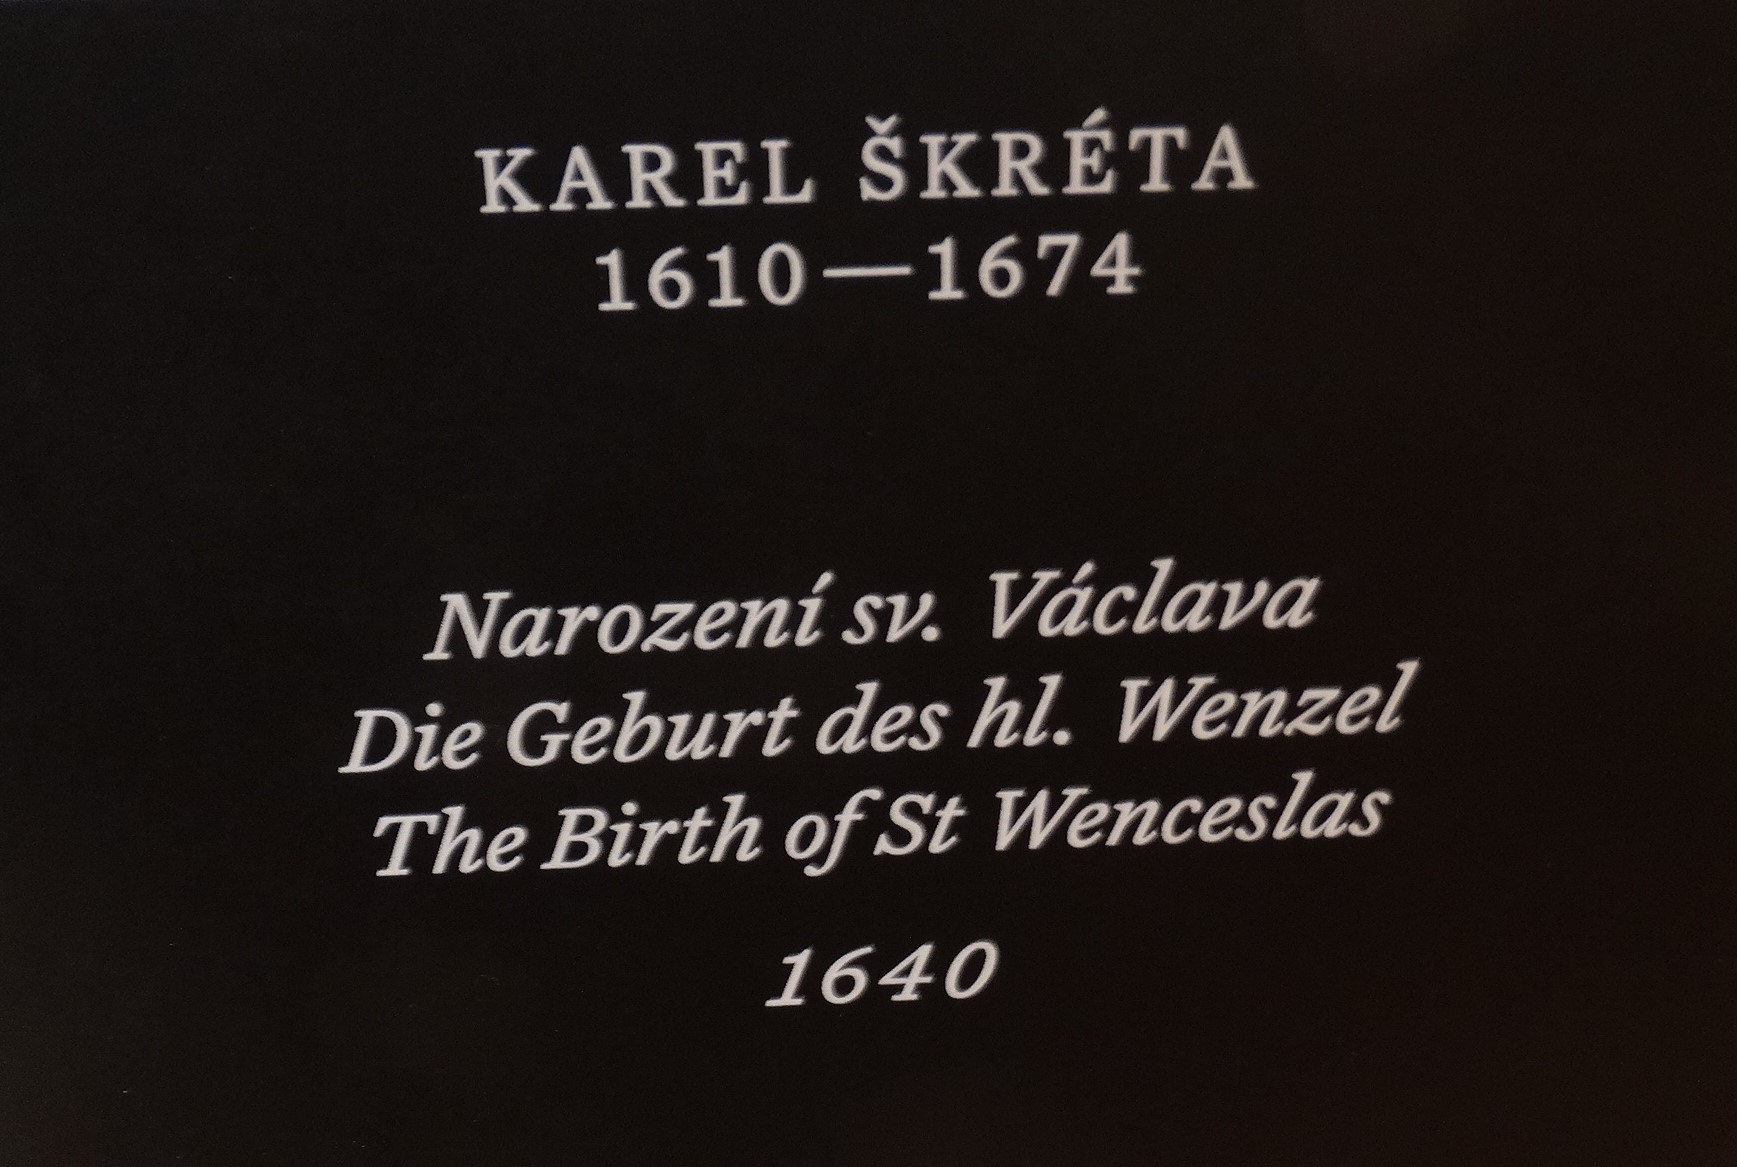 KAREL ŠKRÉTA
1610—1674
Narození sv. Václava
Die Geburt des hl. Wenzel
The Birth of St Wenceslas
1640